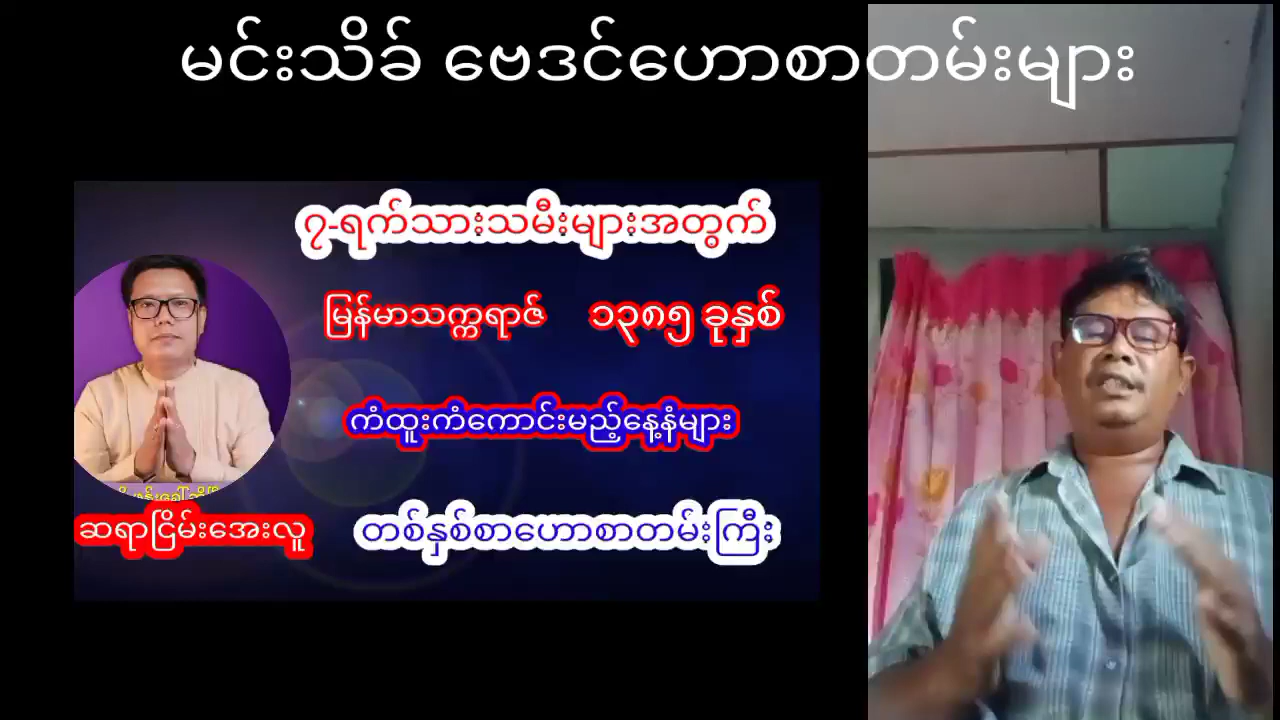 မင်းသိခ် ဗေဒင်ဟောစာတမ်းများ
၇-ရက်သားသမီးများအတွက်
မြန်မာသက္ကရာဇ် ၁၃၈၅ ခုနှစ်
ကံထူးကံကောင်းမည့်နေ့နံများ
ဆရာငြိမ်းအေးလူ
တစ်နှစ်စာဟောစာတမ်းကြီး